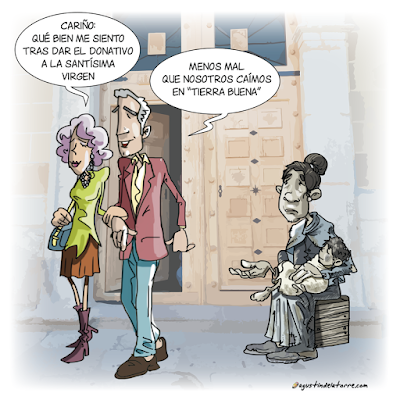 CARIÑO:
QUÉ BIEN ME SIENTO
TRAS DAR EL DONATIVO
A LA SANTÍSIMA
VIRGEN
MENOS MAL
QUE NOSOTROS CAÍMOS
EN "TIERRA BUENA"
agustindelatorre.com